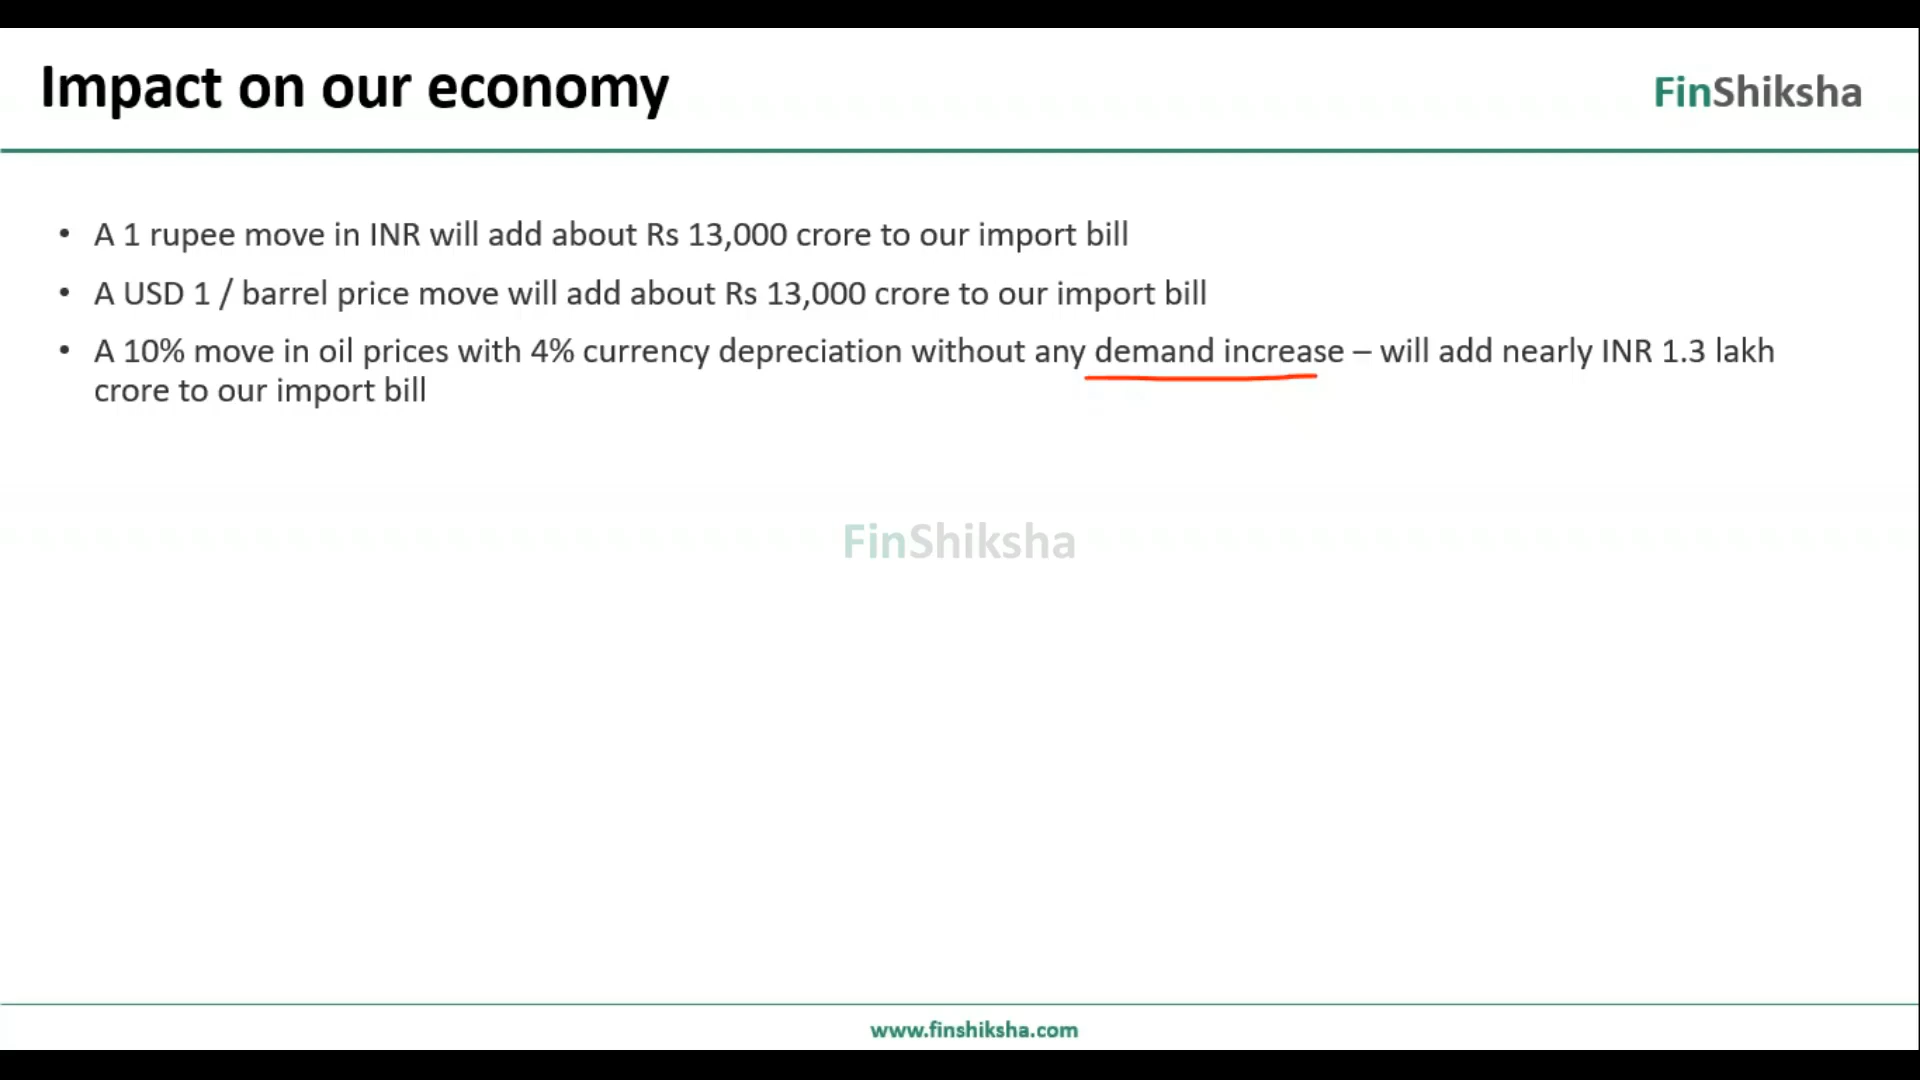 Impact on our economy
FinShiksha
• A 1 rupee move in INR will add about Rs 13,000 crore to our import bill
• A USD 1 / barrel price move will add about Rs 13,000 crore to our import bill
• A 10% move in oil prices with 4% currency depreciation without any demand increase – will add nearly INR 1.3 lakh
crore to our import bill
FinShiksha
www.finshiksha.com